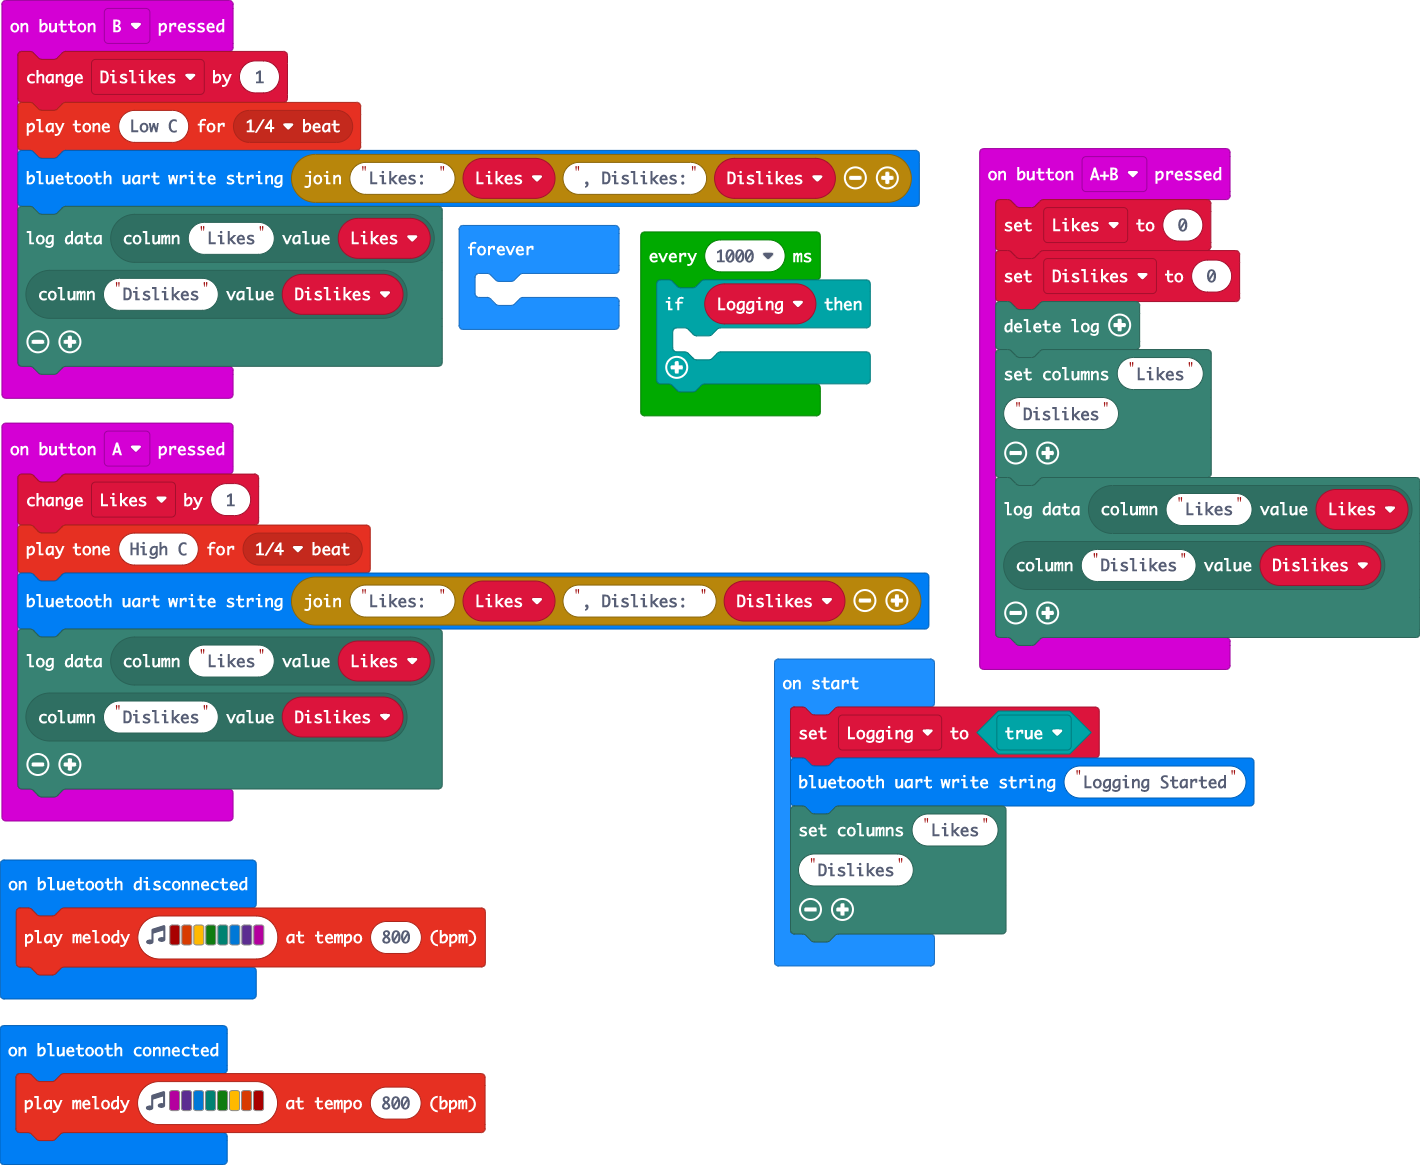 on button B pressed
change Dislikes by 1
play tone Low C for 1/4 beat
bluetooth uart write string join "Likes: " Likes ", Dislikes:" Dislikes
log data column "Likes" value Likes
column "Dislikes" value Dislikes
forever
every 1000 ms
if Logging then
on button A+B pressed
set Likes to 0
set Dislikes to 0
delete log
set columns "Likes"
"Dislikes"
log data column "Likes" value Likes
column "Dislikes" value Dislikes
on button A pressed
change Likes by 1
play tone High C for 1/4 beat
bluetooth uart write string join "Likes: " Likes ", Dislikes: " Dislikes
log data column "Likes" value Likes
column "Dislikes" value Dislikes
on start
set Logging to true
bluetooth uart write string "Logging Started"
set columns "Likes"
"Dislikes"
on bluetooth disconnected
play melody at tempo 800 (bpm)
on bluetooth connected
play melody at tempo 800 (bpm)